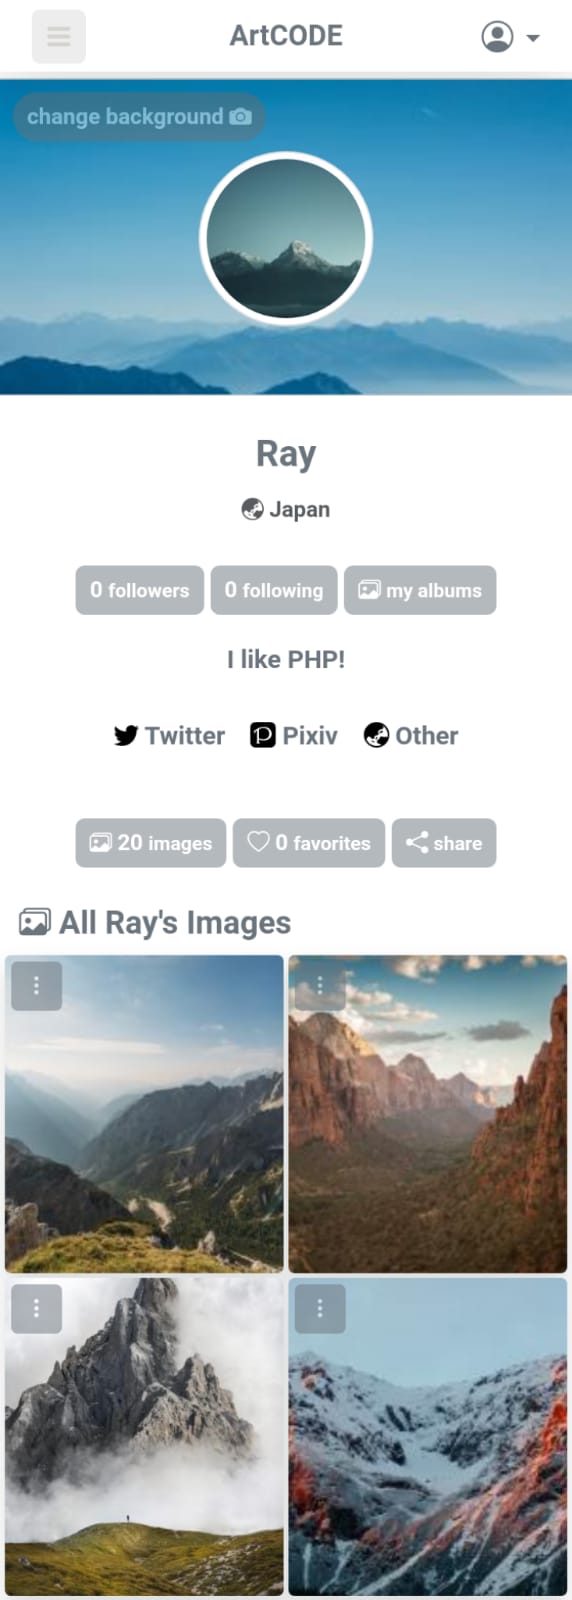 ArtCODE
change background
Ray
Japan
0 followers 0 following my albums
I like PHP!
Twitter Pixiv Other
20 images 0 favorites share
All Ray's Images